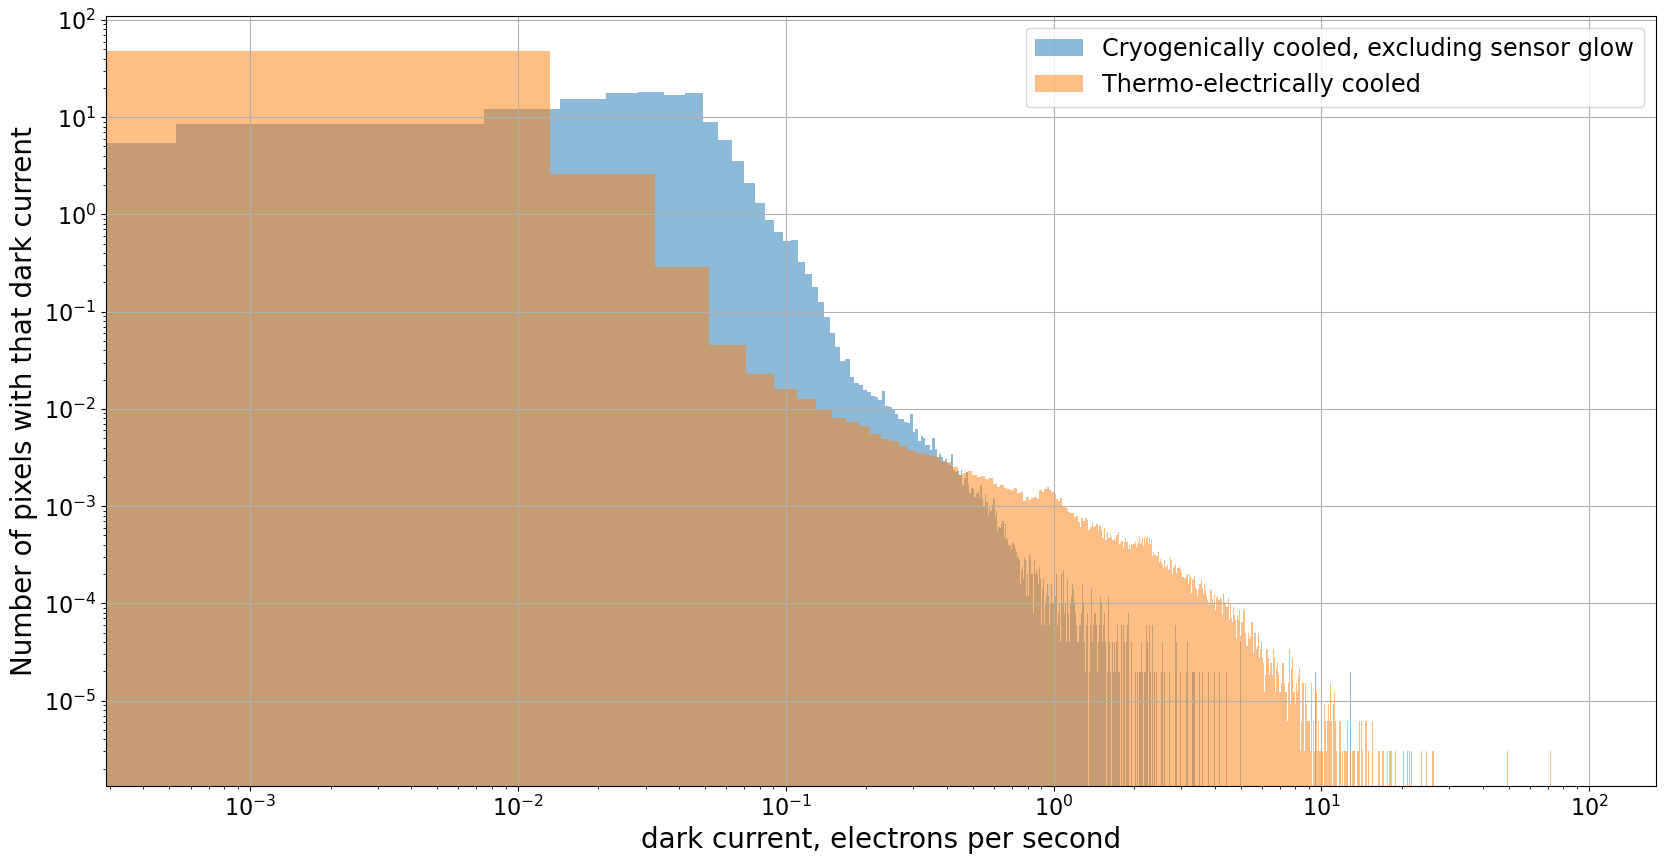 Cryogenically cooled, excluding sensor glow
Thermo-electrically cooled
Number of pixels with that dark current
10²
10¹
10⁰
10⁻¹
10⁻²
10⁻³
10⁻⁴
10⁻⁵
10⁻³ 10⁻² 10⁻¹ 10⁰ 10¹ 10²
dark current, electrons per second